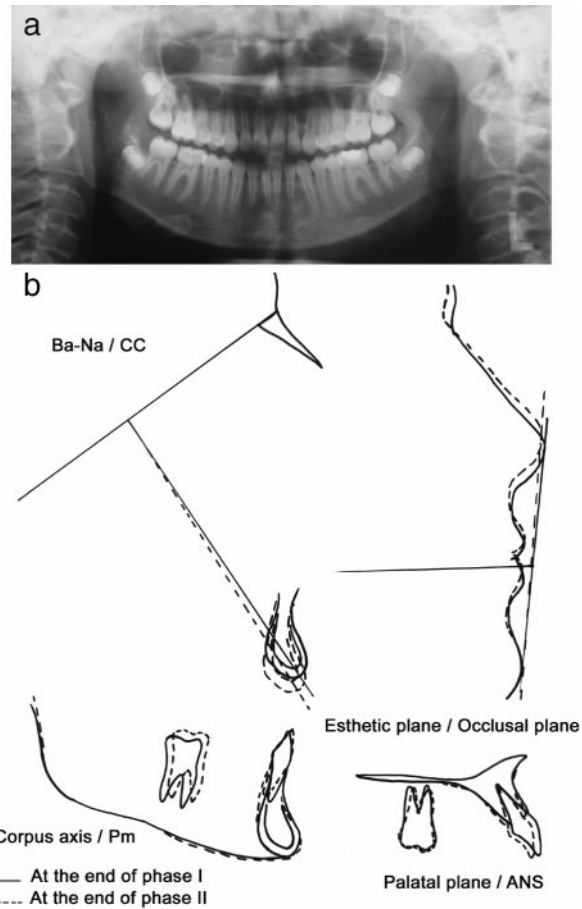 a
L
b
Ba-Na / CC
Esthetic plane / Occlusal plane
Corpus axis / Pm
Palatal plane / ANS
At the end of phase I
At the end of phase II